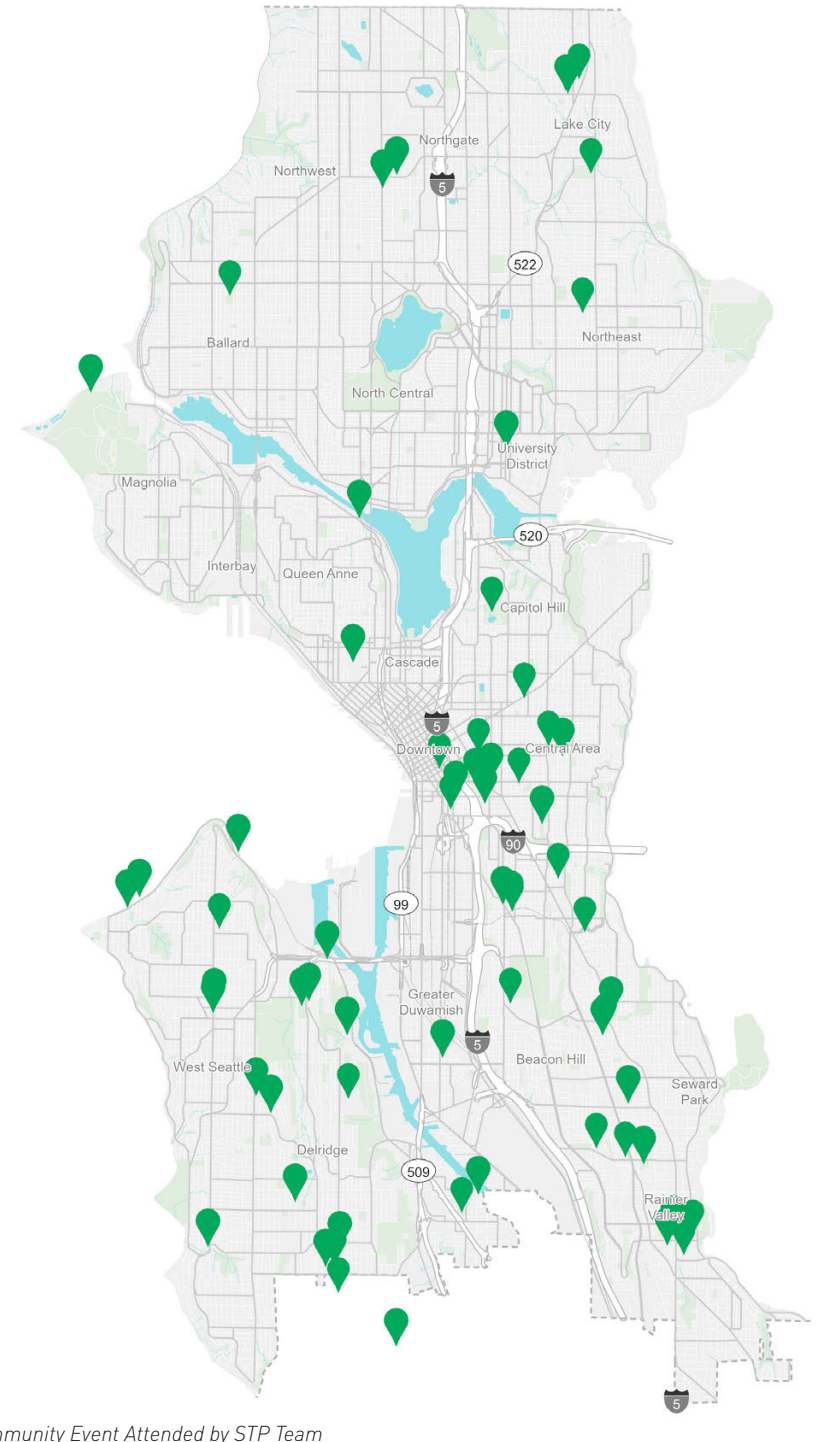 Lake City
Northgate
Northwest
5
522
Ballard
Northeast
North Central
University
District
Magnolia
520
Interbay
Queen Anne
Capitol Hill
Cascade
5
Downtown
Central Area
90
99
Greater
Duwamish
5
Beacon Hill
West Seattle
Seward
Park
Delridge
509
Rainier
Valley
5
mmunity Event Attended by STP Team